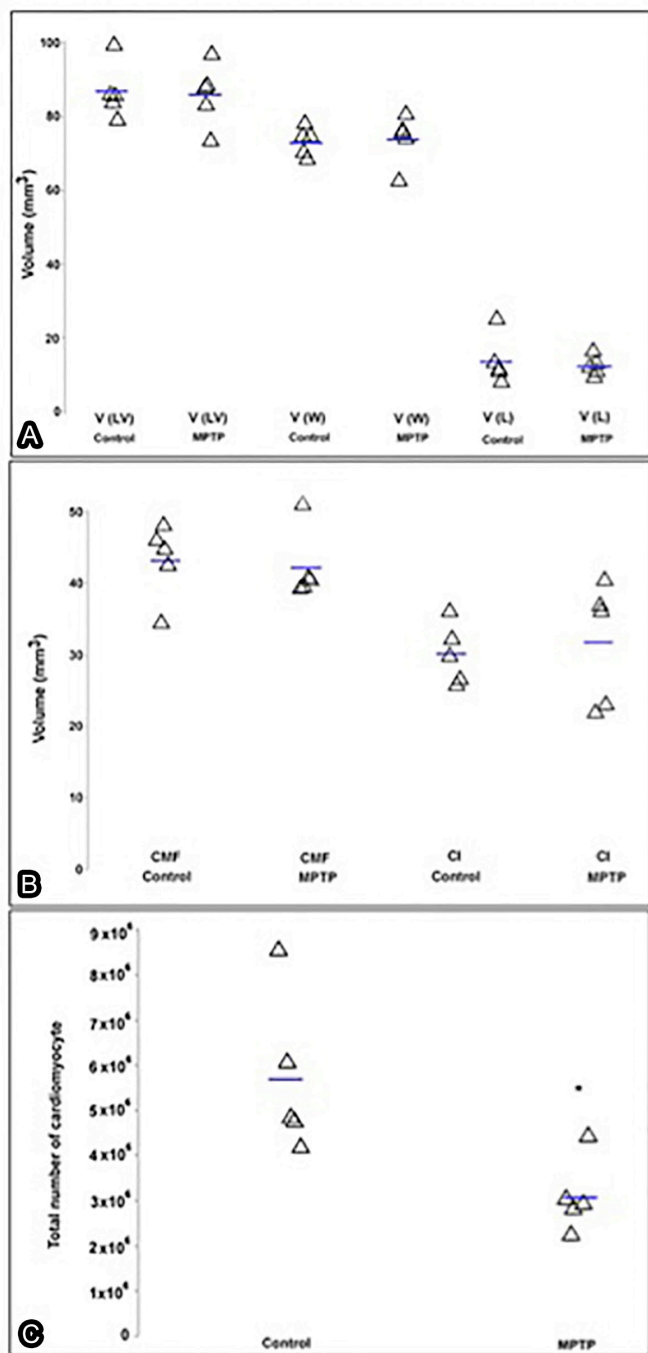 100
80
60
40
20
0
Volume (mm³)
V (LV) V (LV) V (W) V (W) V (L) V (L)
Control MPTP Control MPTP Control MPTP
A
50
40
30
20
10
0
Volume (mm³)
CMF CMF CI CI
Control MPTP Control MPTP
B
9x10⁶
8x10⁶
7x10⁶
6x10⁶
5x10⁶
4x10⁶
3x10⁶
2x10⁶
1x10⁶
0
Total number of cardiomyocyte
*
Control MPTP
C